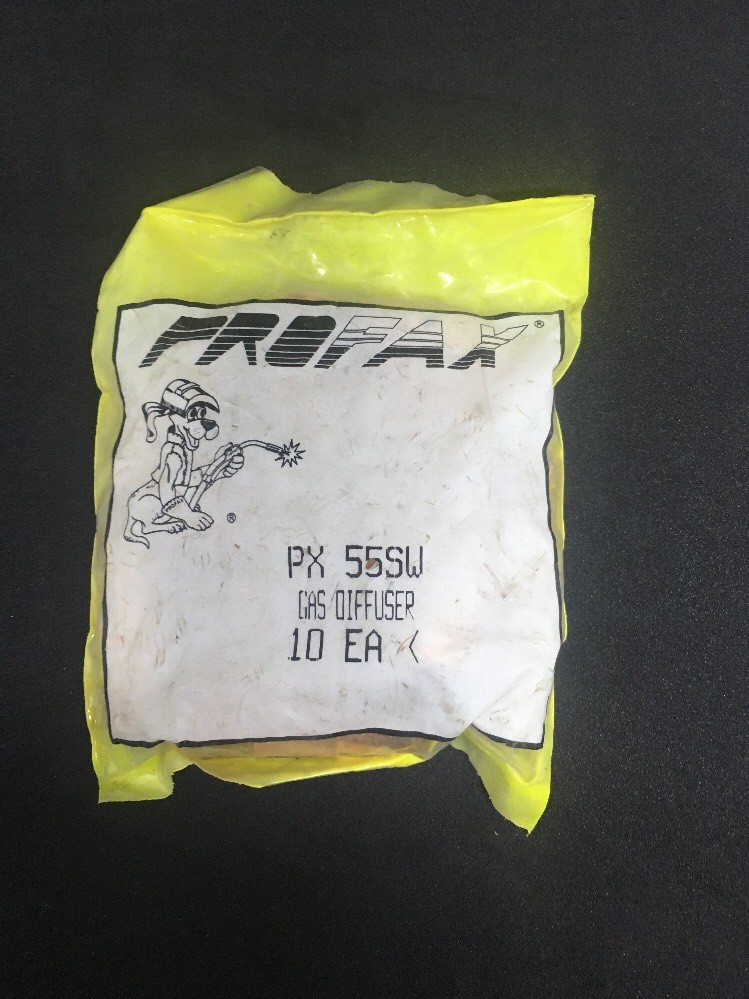 PROFAX®
®
PX 55SW
GAS DIFFUSER
10 EA <